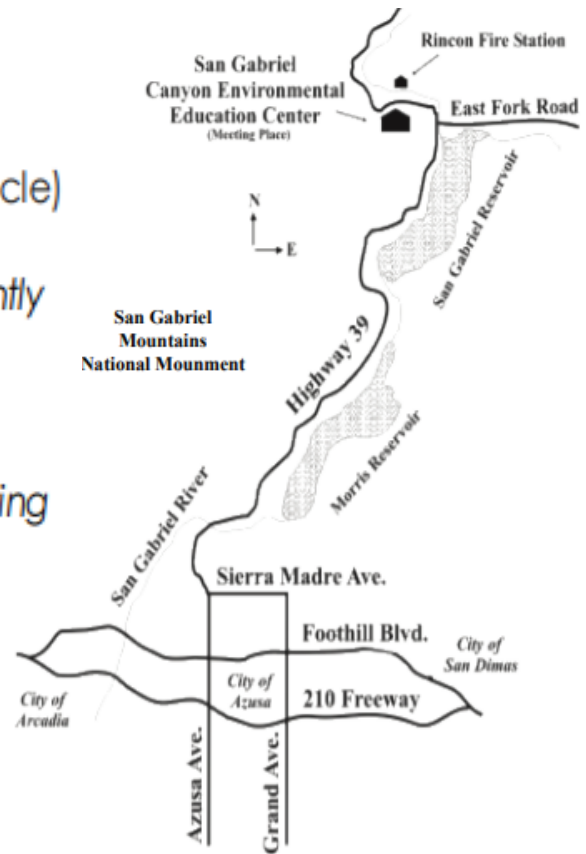 Rincon Fire Station
San Gabriel
Canyon Environmental
Education Center
(Meeting Place)
East Fork Road
cle)
N
E
ntly
San Gabriel Reservoir
San Gabriel
Mountains
National Mounment
Highway 39
Morris Reservoir
ing
San Gabriel River
Sierra Madre Ave.
Foothill Blvd.
City of
San Dimas
City of
Azusa
210 Freeway
City of
Arcadia
Azusa Ave.
Grand Ave.